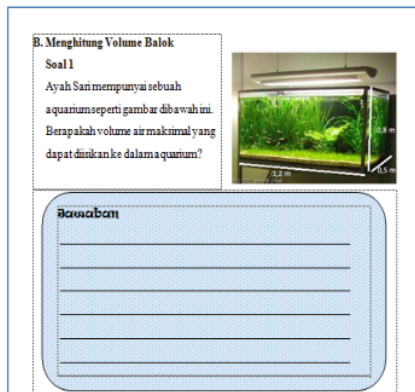 B. Menghitung Volume Balok
Soal 1
Ayah Sari mempunyai sebuah
aquarium seperti gambar dibawah ini.
Berapakah volume air maksimal yang
dapat diisikan ke dalam aquarium?
0,8 m
0,5 m
1,2 m
Jawaban